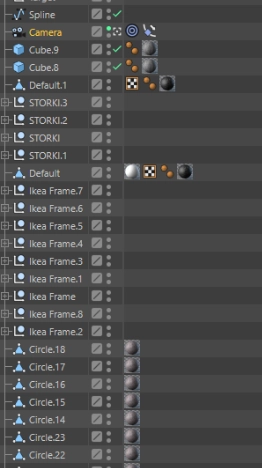 Spline
Camera
Cube.9
Cube.8
Default.1
STORKI.3
STORKI.2
STORKI
STORKI.1
Default
Ikea Frame.7
Ikea Frame.6
Ikea Frame.5
Ikea Frame.4
Ikea Frame.3
Ikea Frame.1
Ikea Frame
Ikea Frame.8
Ikea Frame.2
Circle.18
Circle.17
Circle.16
Circle.15
Circle.14
Circle.23
Circle.22